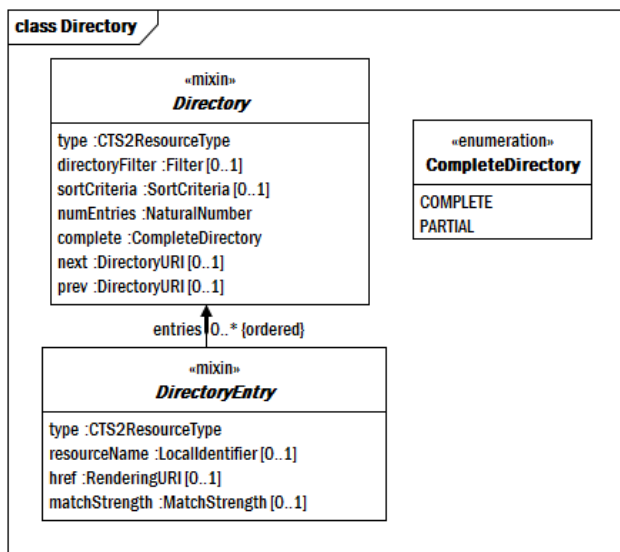 class Directory
«mixin»
Directory
type :CTS2ResourceType
directoryFilter :Filter [0..1]
sortCriteria :SortCriteria [0..1]
numEntries :NaturalNumber
complete :CompleteDirectory
next :DirectoryURI [0..1]
prev :DirectoryURI [0..1]
«enumeration»
CompleteDirectory
COMPLETE
PARTIAL
entries 0..* {ordered}
«mixin»
DirectoryEntry
type :CTS2ResourceType
resourceName :LocalIdentifier [0..1]
href :RenderingURI [0..1]
matchStrength :MatchStrength [0..1]